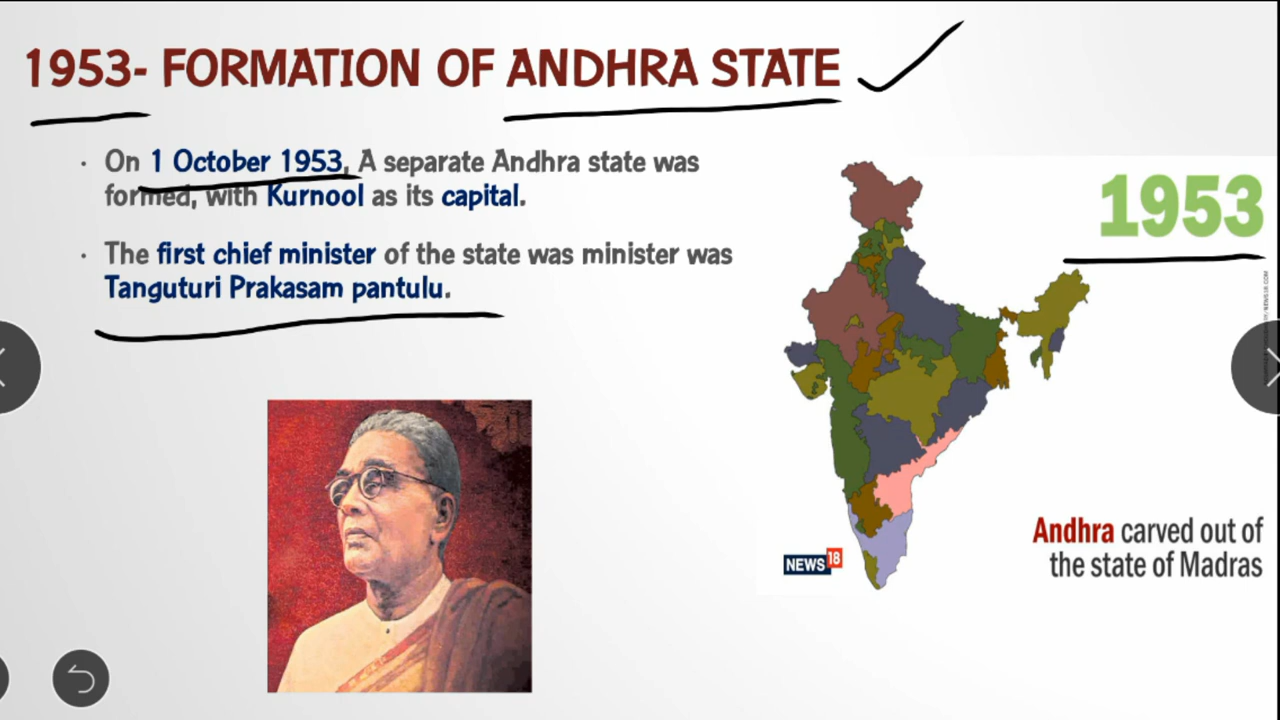 1953- FORMATION OF ANDHRA STATE
• On 1 October 1953, A separate Andhra state was
formed, with Kurnool as its capital.
• The first chief minister of the state was minister was
Tanguturi Prakasam pantulu.
1953
Andhra carved out of
the state of Madras
NEWS 18